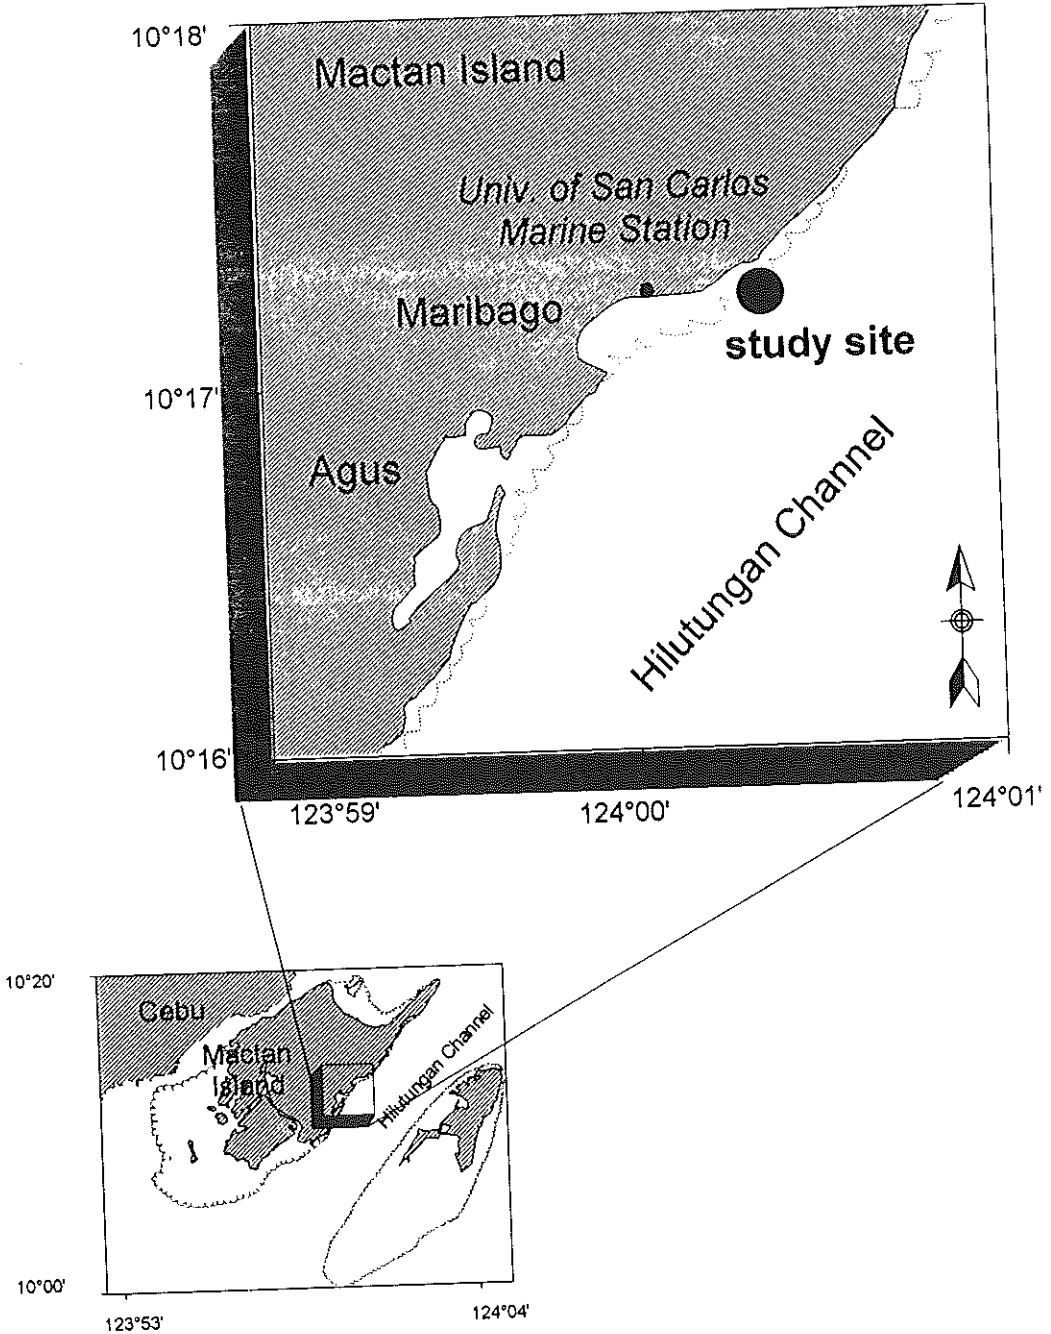 10°18'
Mactan Island
Univ. of San Carlos
Marine Station
Maribago
study site
10°17'
Agus
Hilutungan Channel
10°16'
123°59'
124°00'
124°01'
10°20'
Cebu
Mactan
Island
Hilutungan Channel
10°00'
123°53'
124°04'